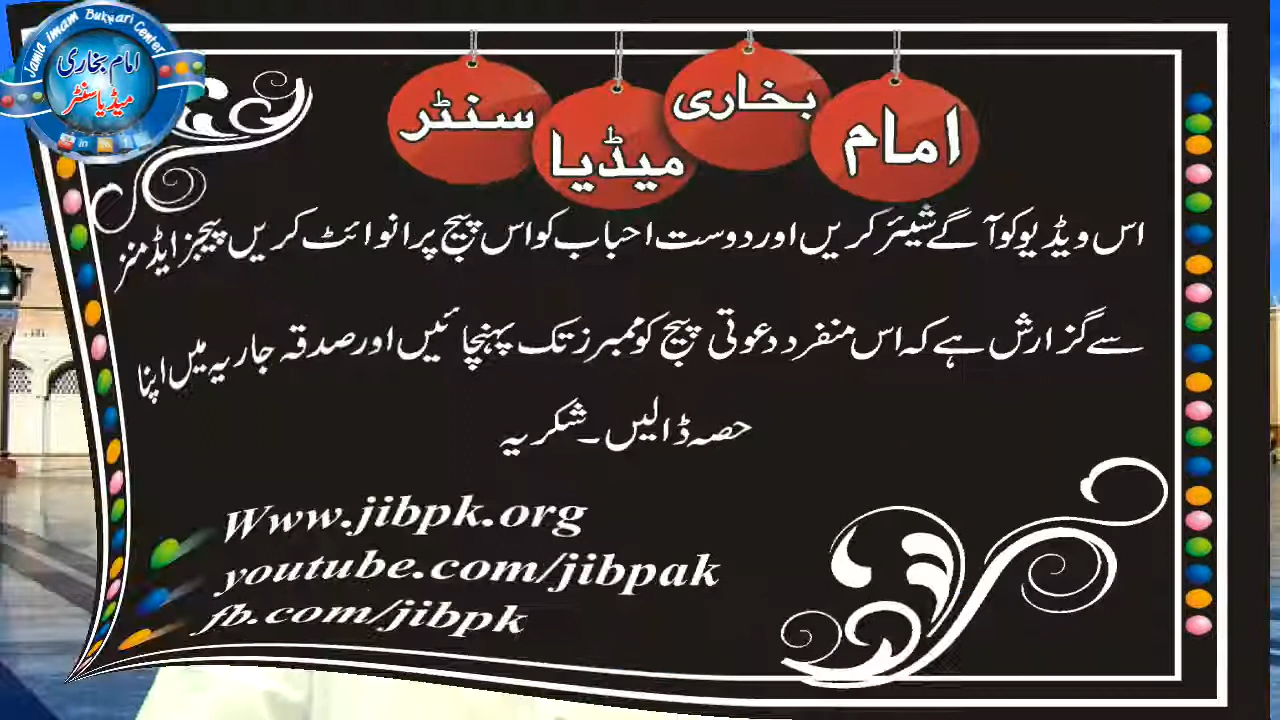 Jamia Imam Bukhari Center
امام بخاری
میڈیا سنٹر
امام بخاری میڈیا سنٹر
اس ویڈیو کو آگے شیئر کریں اور دوست احباب کو اس پیج پر انوائٹ کریں پیجز ایڈمنز
سے گزارش ہے کہ اس منفرد دعوتی پیج کو ممبرز تک پہنچائیں اور صدقہ جاریہ میں اپنا
حصہ ڈالیں۔ شکریہ
Www.jibpk.org
youtube.com/jibpak
fb.com/jibpk